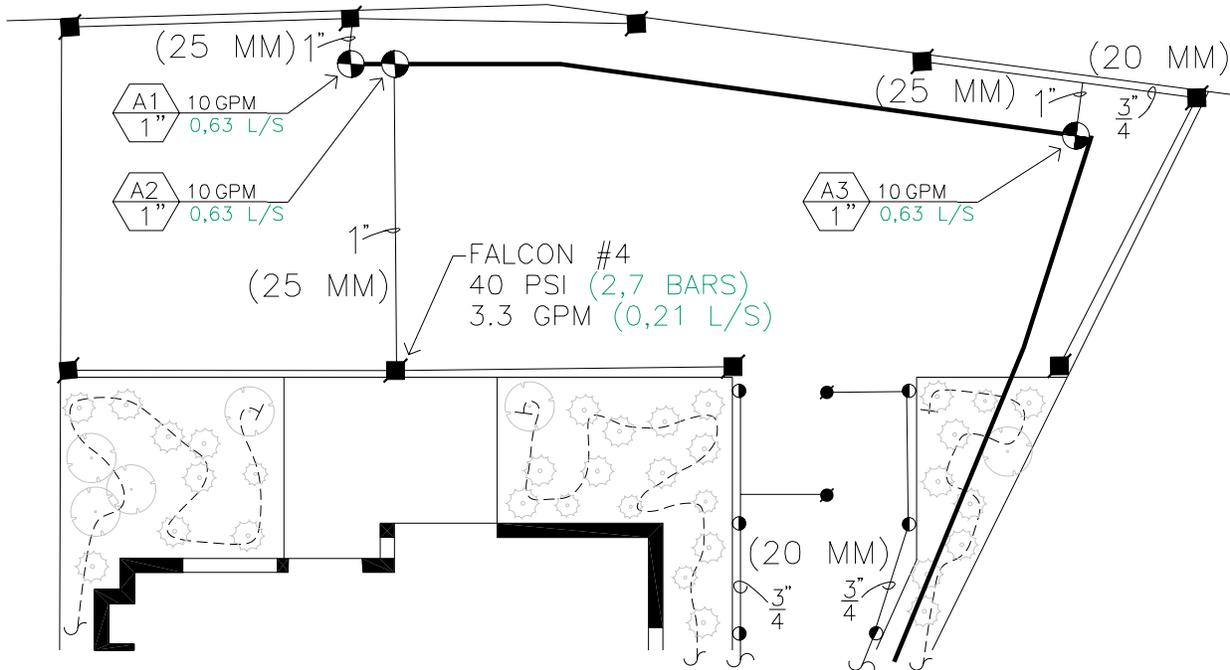 (25 MM) 1"
(20 MM)
(25 MM) 1"
3/4"
A1 10 GPM
1" 0,63 L/S
A2 10 GPM
1" 0,63 L/S
A3 10 GPM
1" 0,63 L/S
1"
(25 MM)
FALCON #4
40 PSI (2,7 BARS)
3.3 GPM (0,21 L/S)
(20 MM)
3/4"
3/4"